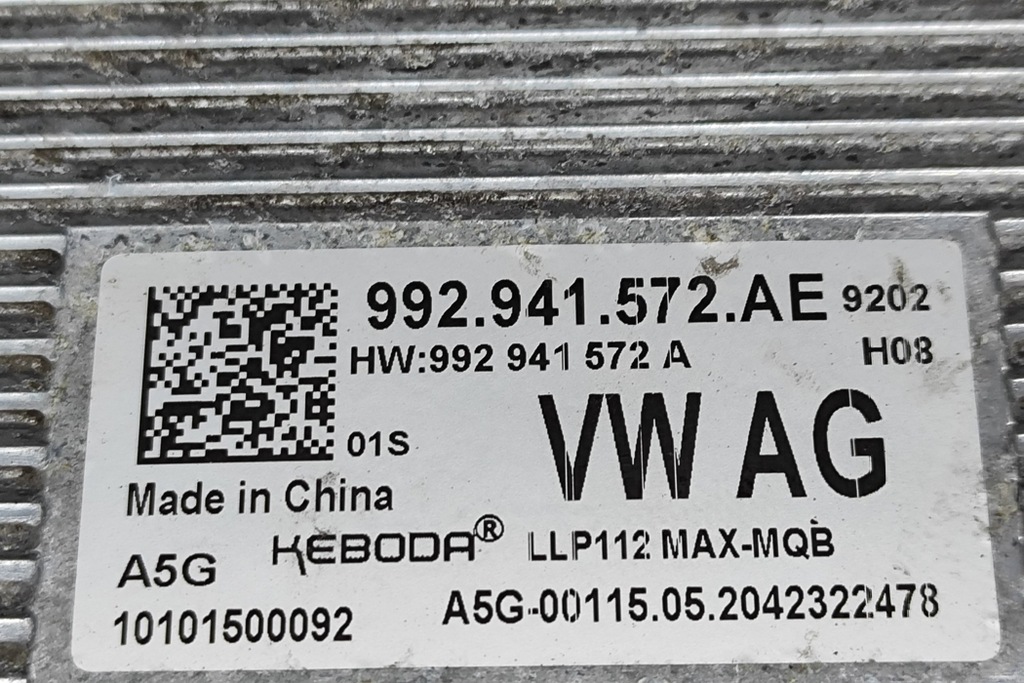 992.941.572.AE 9202
HW:992 941 572 A H08
01S
VW AG
Made in China
KEBODA® LLP112 MAX-MQB
A5G
10101500092
A5G-00115.05.2042322478